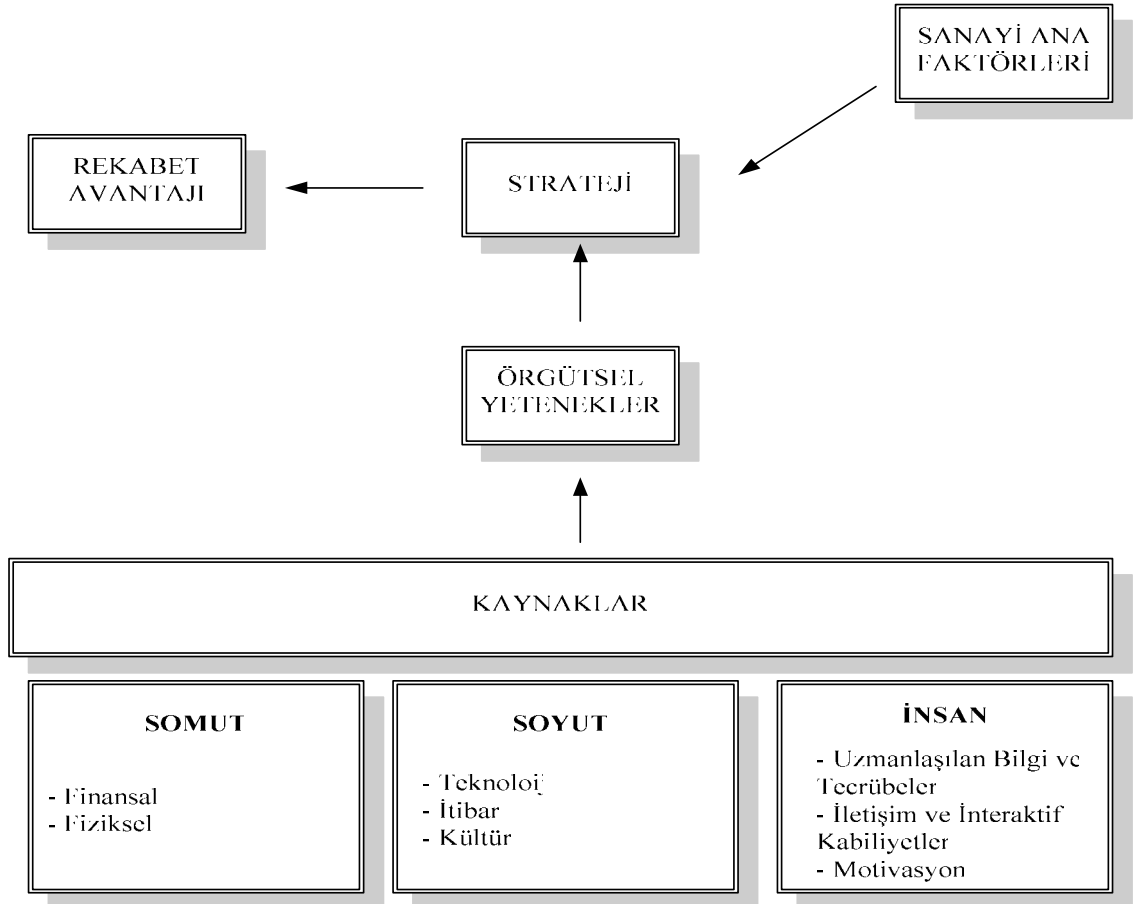 SANAYİ ANA
FAKTÖRLERİ
REKABET
AVANTAJI
STRATEJİ
ÖRGÜTSEL
YETENEKLER
KAYNAKLAR
SOMUT
- Finansal
- Fiziksel
SOYUT
- Teknoloji
- İtibar
- Kültür
İNSAN
- Uzmanlaşılan Bilgi ve
Tecrübeler
- İletişim ve İnteraktif
Kabiliyetler
- Motivasyon